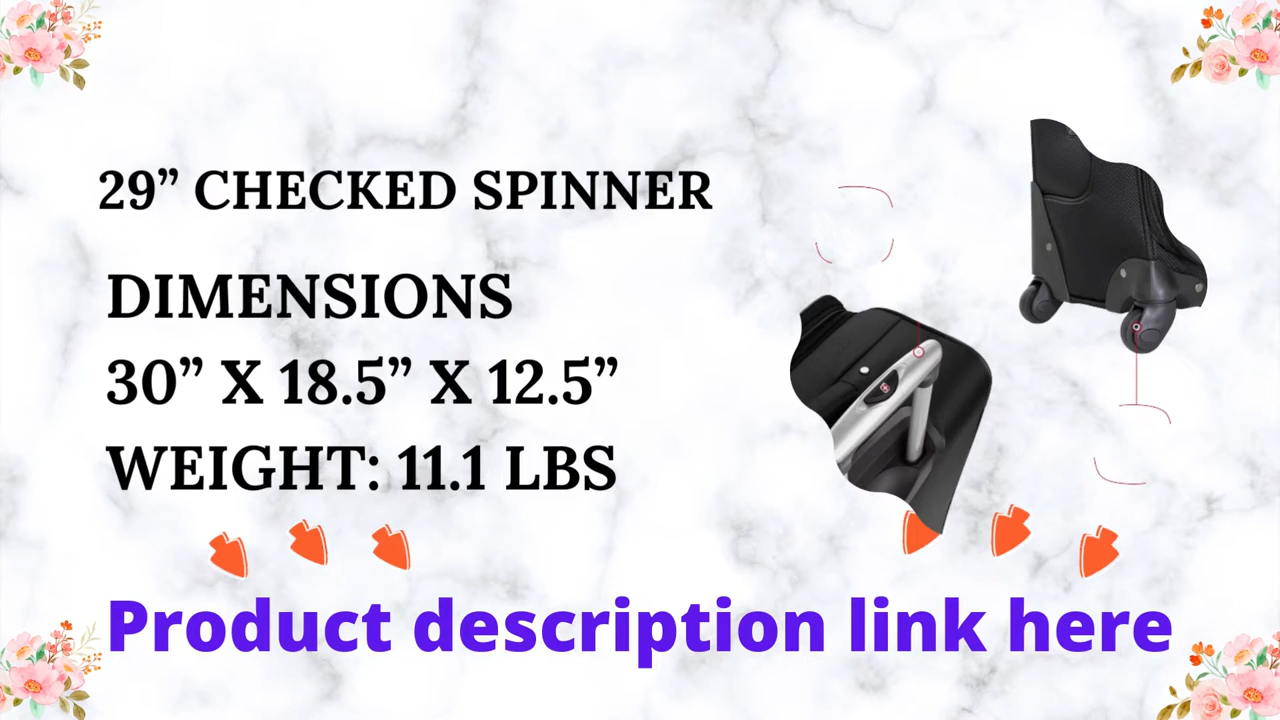 29” CHECKED SPINNER
DIMENSIONS
30” X 18.5” X 12.5”
WEIGHT: 11.1 LBS
Product description link here